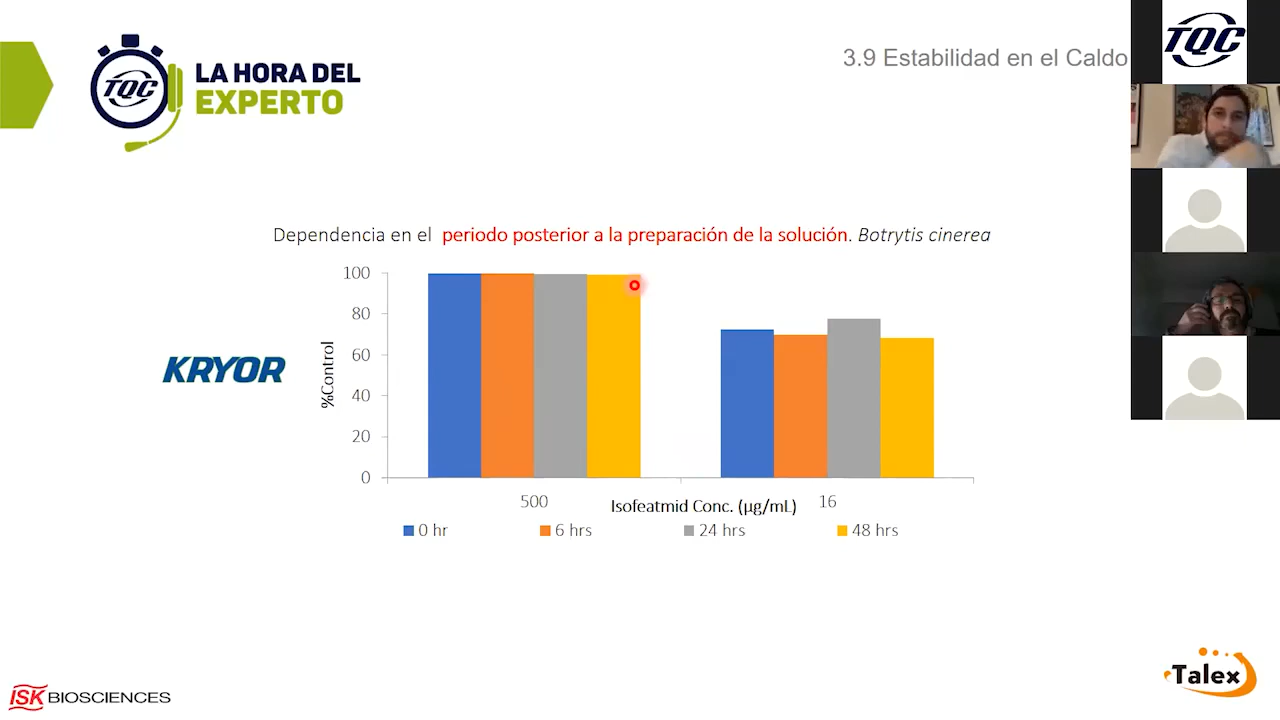 TQC
LA HORA DEL
EXPERTO
3.9 Estabilidad en el Caldo
TQC
Dependencia en el periodo posterior a la preparación de la solución. Botrytis cinerea
KRYOR
%Control
100
80
60
40
20
0
500
Isofeatmid Conc. (µg/mL)
16
0 hr
6 hrs
24 hrs
48 hrs
ISK BIOSCIENCES
Talex